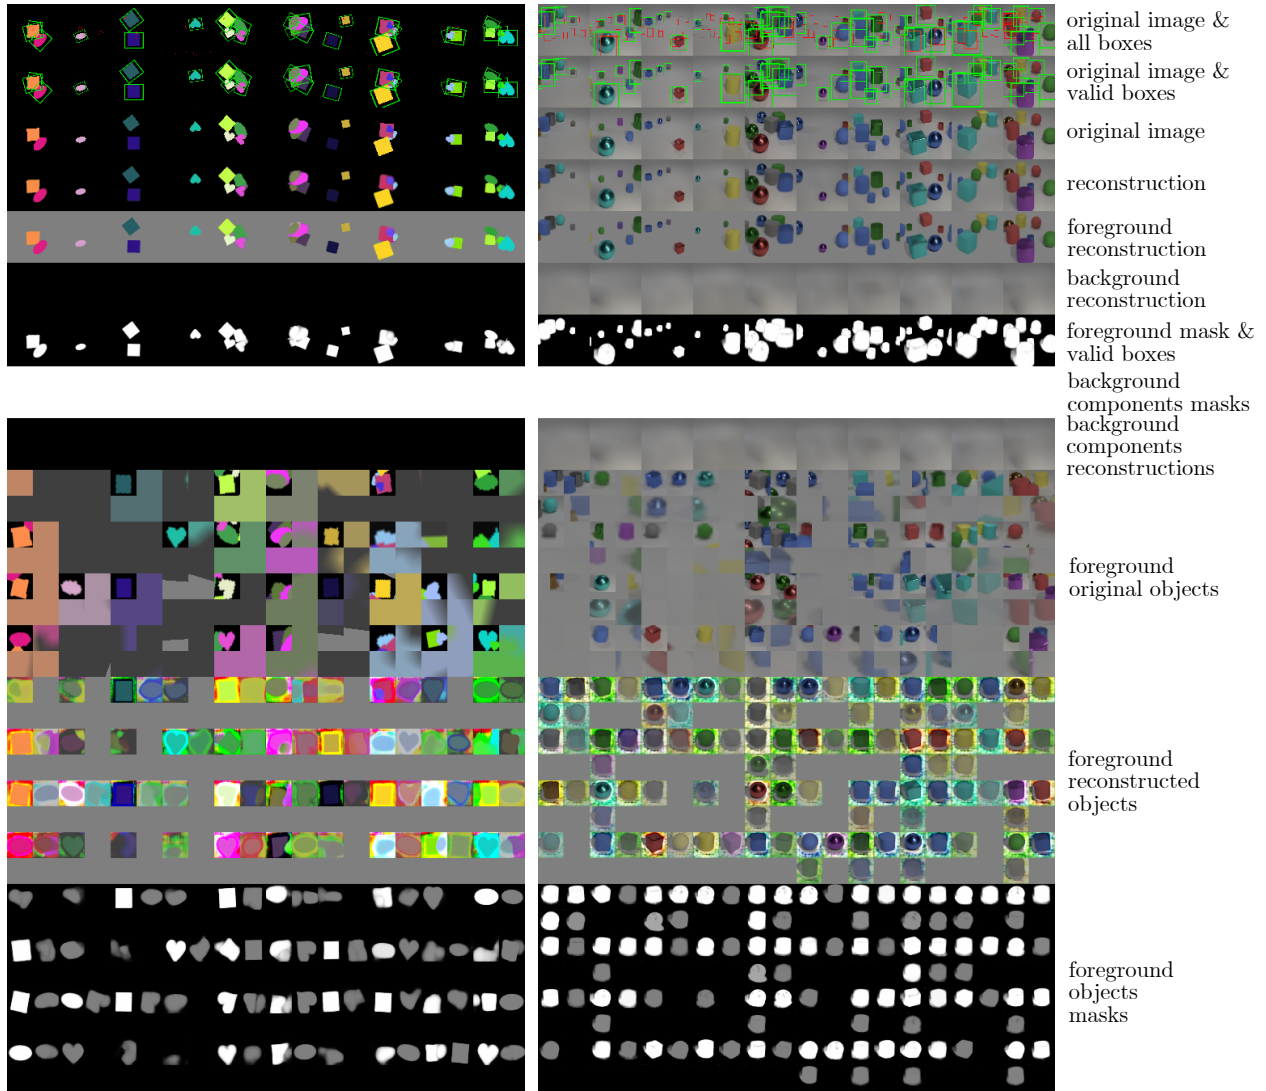 original image &
all boxes
original image &
valid boxes
original image
reconstruction
foreground
reconstruction
background
reconstruction
foreground mask &
valid boxes
background
components masks
background
components
reconstructions
foreground
original objects
foreground
reconstructed
objects
foreground
objects
masks